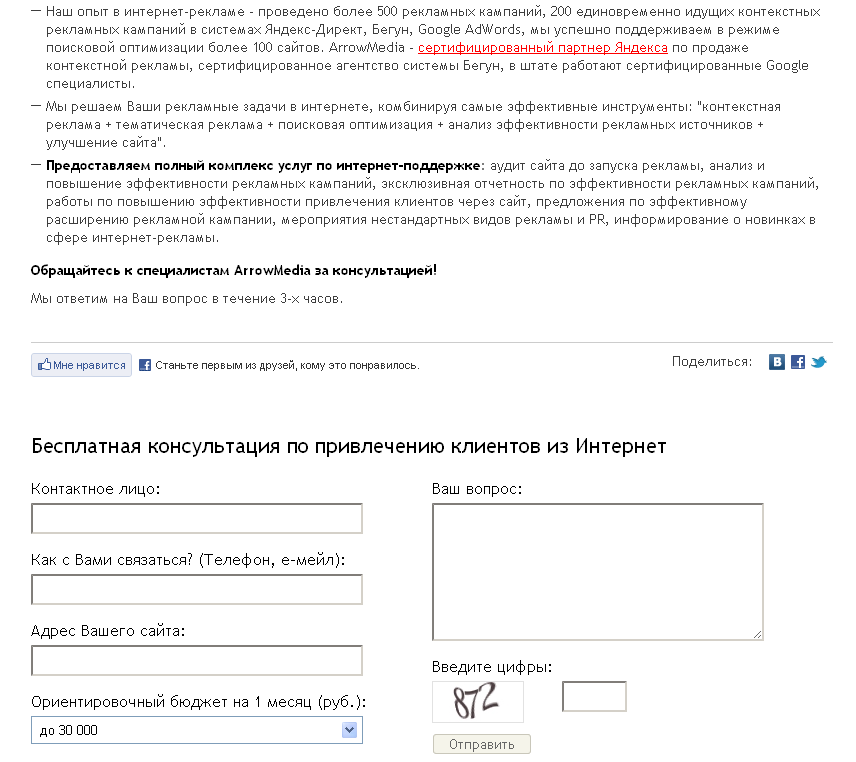 — Наш опыт в интернет-рекламе - проведено более 500 рекламных кампаний, 200 единовременно идущих контекстных
рекламных кампаний в системах Яндекс-Директ, Бегун, Google AdWords, мы успешно поддерживаем в режиме
поисковой оптимизации более 100 сайтов. ArrowMedia - сертифицированный партнер Яндекса по продаже
контекстной рекламы, сертифицированное агентство системы Бегун, в штате работают сертифицированные Google
специалисты.
— Мы решаем Ваши рекламные задачи в интернете, комбинируя самые эффективные инструменты: "контекстная
реклама + тематическая реклама + поисковая оптимизация + анализ эффективности рекламных источников +
улучшение сайта".
— Предоставляем полный комплекс услуг по интернет-поддержке: аудит сайта до запуска рекламы, анализ и
повышение эффективности рекламных кампаний, эксклюзивная отчетность по эффективности рекламных кампаний,
работы по повышению эффективности привлечения клиентов через сайт, предложения по эффективному
расширению рекламной кампании, мероприятия нестандартных видов рекламы и PR, информирование о новинках в
сфере интернет-рекламы.
Обращайтесь к специалистам ArrowMedia за консультацией!
Мы ответим на Ваш вопрос в течение 3-х часов.
Мне нравится Станьте первым из друзей, кому это понравилось. Поделиться:
Бесплатная консультация по привлечению клиентов из Интернет
Контактное лицо:
Как с Вами связаться? (Телефон, е-мейл):
Адрес Вашего сайта:
Ориентировочный бюджет на 1 месяц (руб.):
до 30 000
Ваш вопрос:
Введите цифры:
872
Отправить